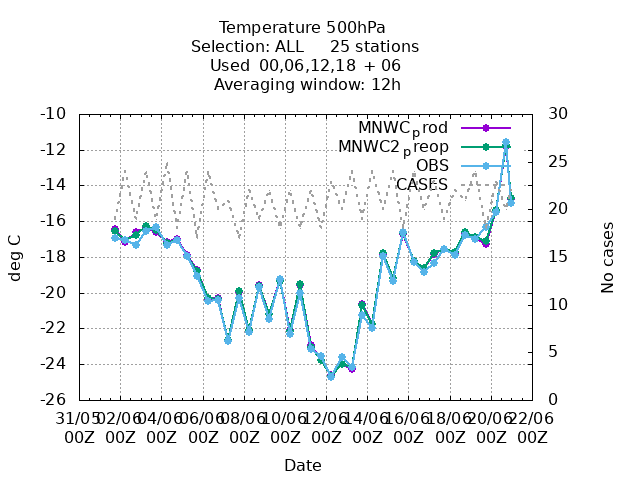 Temperature 500hPa
Selection: ALL     25 stations
Used  00,06,12,18 + 06
Averaging window: 12h
MNWCprod
MNWC2preop
OBS
CASES
-10
-12
-14
-16
-18
-20
-22
-24
-26
30
25
20
15
10
5
0
deg C
No cases
31/05 02/06 04/06 06/06 08/06 10/06 12/06 14/06 16/06 18/06 20/06 22/06
00Z 00Z 00Z 00Z 00Z 00Z 00Z 00Z 00Z 00Z 00Z 00Z
Date